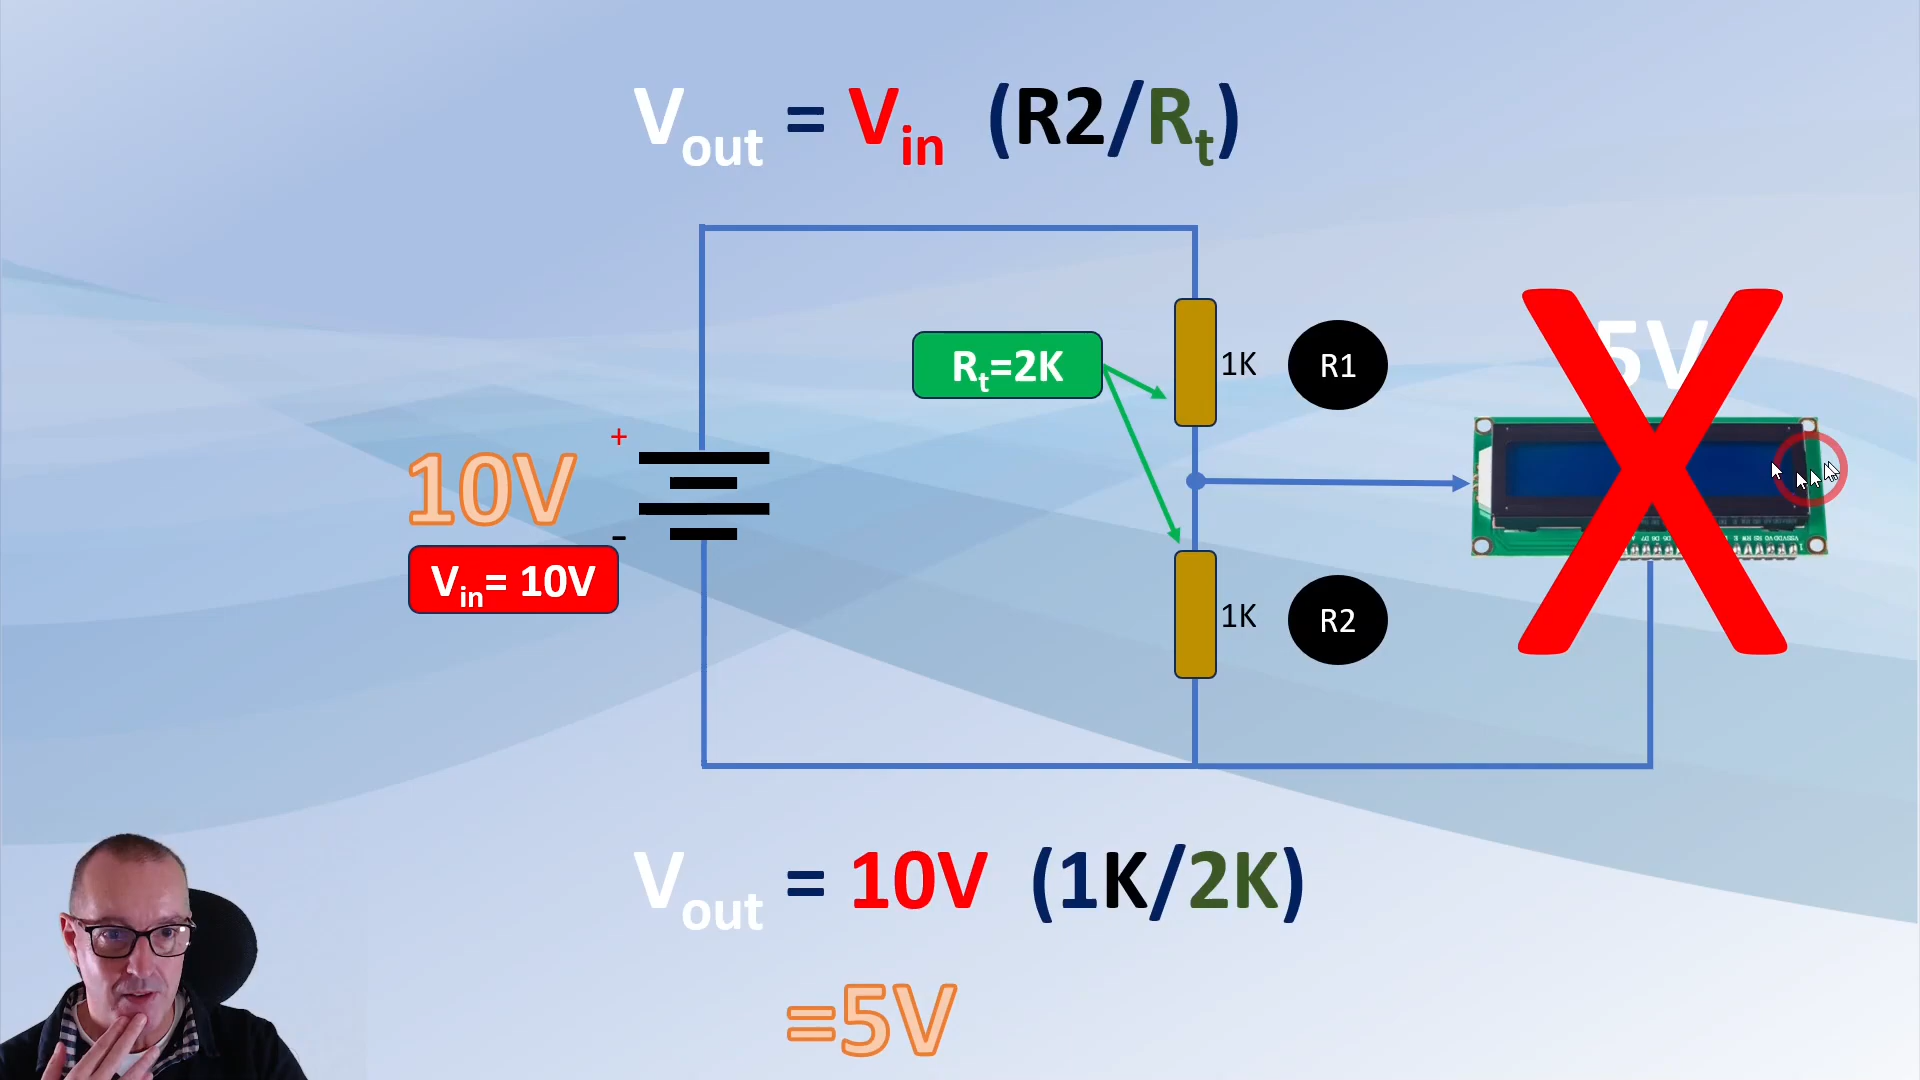 Vout = Vin (R2/Rt)
Rt=2K
1K
R1
5V
+
10V
-
Vin= 10V
1K
R2
X
Vout = 10V (1K/2K)
=5V